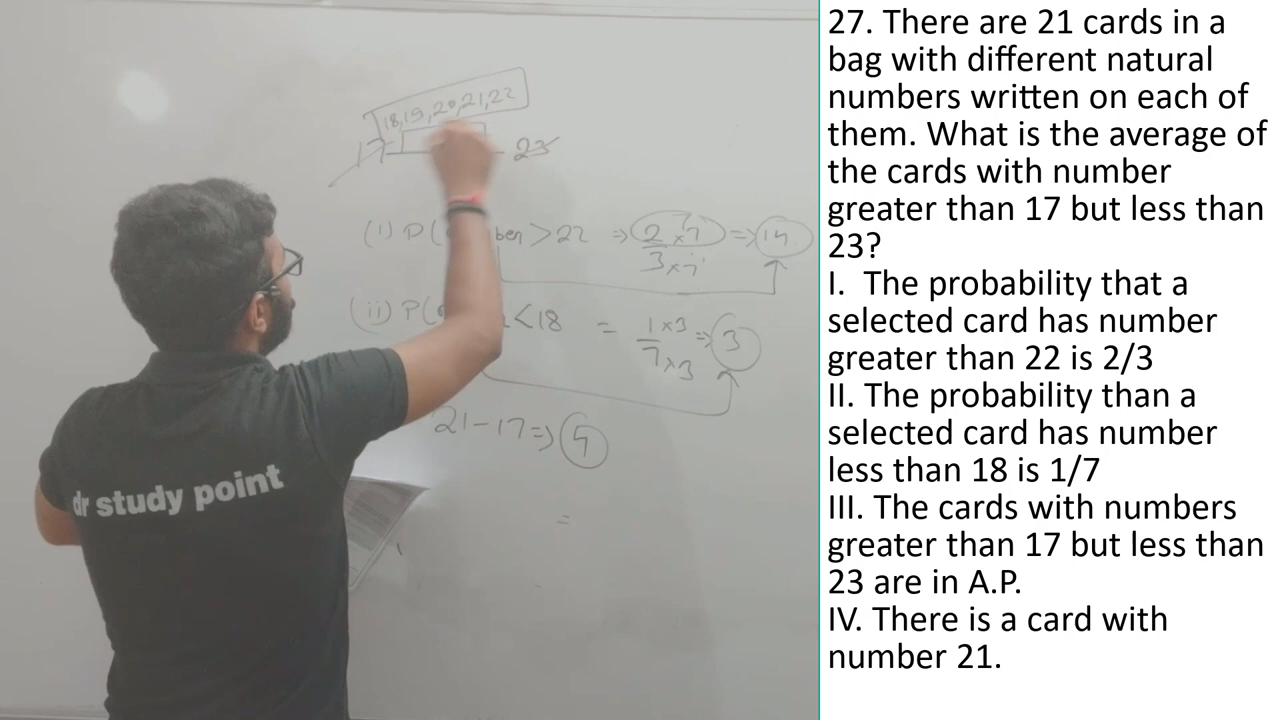 18,19,20,21,22
17
23
(i) P( ber > 22 ⇒ 2/3 ×7/×7 ⇒ 14
(ii) P( < 18 = 1×3/7×3 ⇒ 3
21-17 ⇒ 4
=
dr study point
27. There are 21 cards in a
bag with different natural
numbers written on each of
them. What is the average of
the cards with number
greater than 17 but less than
23?
I. The probability that a
selected card has number
greater than 22 is 2/3
II. The probability than a
selected card has number
less than 18 is 1/7
III. The cards with numbers
greater than 17 but less than
23 are in A.P.
IV. There is a card with
number 21.